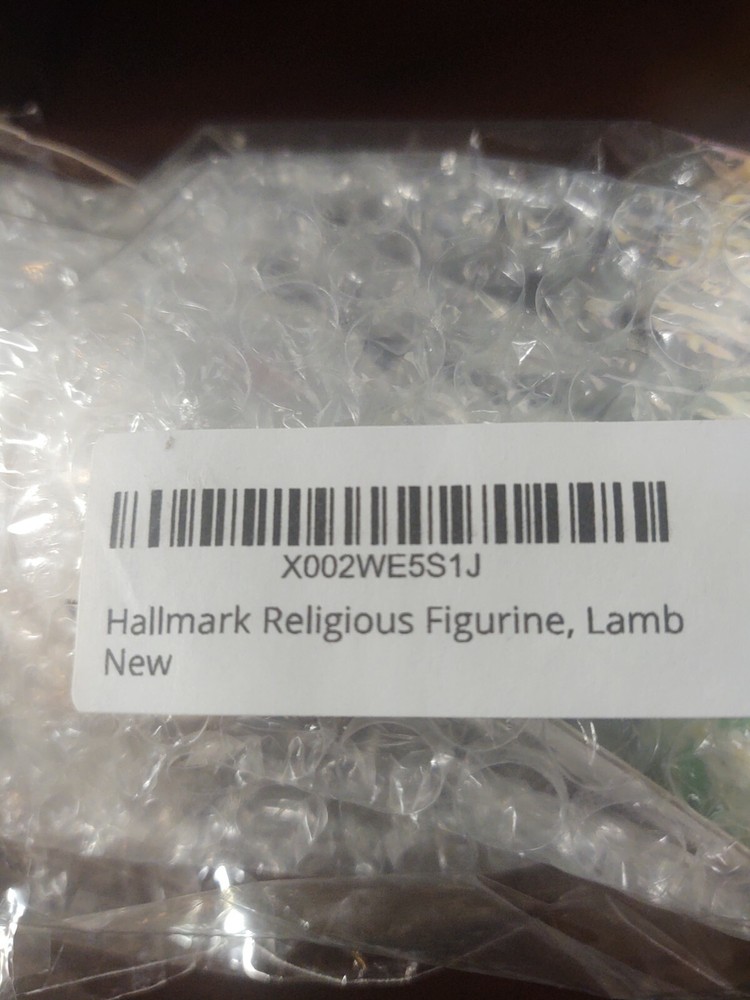 X002WE5S1J
Hallmark Religious Figurine, Lamb
New